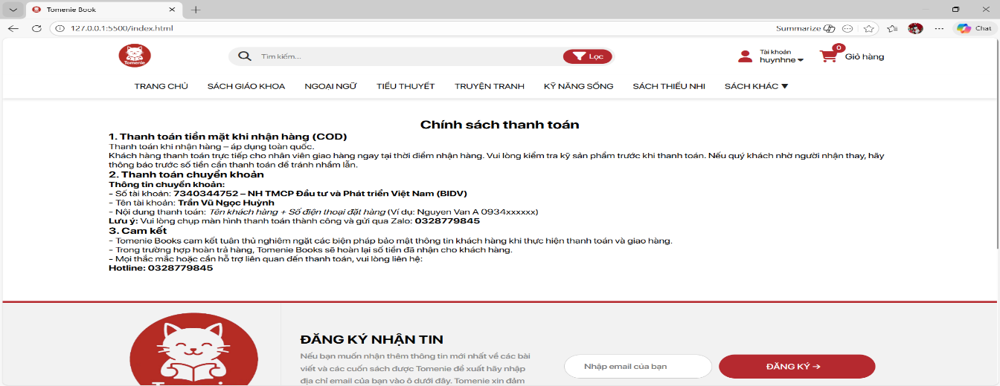 Tomenie Book
127.0.0.1:5500/index.html
Summarize
Chat
Tomenie
Tìm kiếm...
Lọc
Tài khoản
huynhne
0
Giỏ hàng
TRANG CHỦ
SÁCH GIÁO KHOA
NGOẠI NGỮ
TIỂU THUYẾT
TRUYỆN TRANH
KỸ NĂNG SỐNG
SÁCH THIẾU NHI
SÁCH KHÁC
Chính sách thanh toán
1. Thanh toán tiền mặt khi nhận hàng (COD)
Thanh toán khi nhận hàng – áp dụng toàn quốc.
Khách hàng thanh toán trực tiếp cho nhân viên giao hàng ngay tại thời điểm nhận hàng. Vui lòng kiểm tra kỹ sản phẩm trước khi thanh toán. Nếu quý khách nhờ người nhận thay, hãy
thông báo trước số tiền cần thanh toán để tránh nhầm lẫn.
2. Thanh toán chuyển khoản
Thông tin chuyển khoản:
- Số tài khoản: 7340344752 – NH TMCP Đầu tư và Phát triển Việt Nam (BIDV)
- Tên tài khoản: Trần Vũ Ngọc Huỳnh
- Nội dung thanh toán: Tên khách hàng + Số điện thoại đặt hàng (Ví dụ: Nguyen Van A 0934xxxxxx)
Lưu ý: Vui lòng chụp màn hình thanh toán thành công và gửi qua Zalo: 0328779845
3. Cam kết
- Tomenie Books cam kết tuân thủ nghiêm ngặt các biện pháp bảo mật thông tin khách hàng khi thực hiện thanh toán và giao hàng.
- Trong trường hợp hoàn trả hàng, Tomenie Books sẽ hoàn lại số tiền đã nhận cho khách hàng.
- Mọi thắc mắc hoặc cần hỗ trợ liên quan đến thanh toán, vui lòng liên hệ:
Hotline: 0328779845
ĐĂNG KÝ NHẬN TIN
Nếu bạn muốn nhận thêm thông tin mới nhất về các bài
viết và các cuốn sách được Tomenie đề xuất hãy nhập
địa chỉ email của bạn vào ô dưới đây. Tomenie xin đảm
Nhập email của bạn
ĐĂNG KÝ →
Tomenie